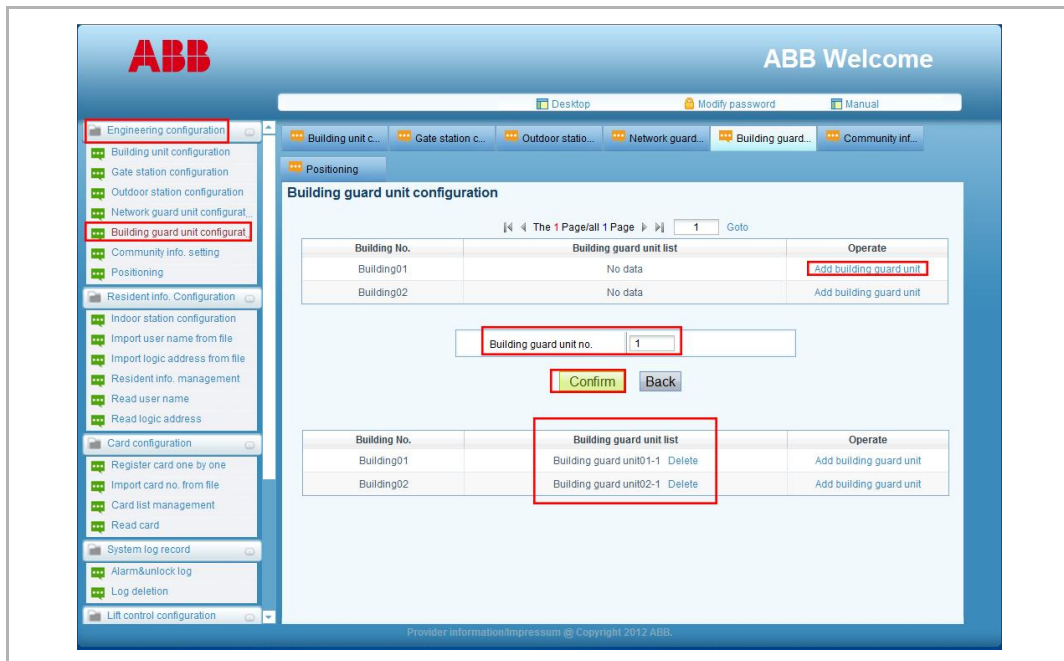 ABB
ABB Welcome
Desktop Modify password Manual
Engineering configuration
Building unit configuration
Gate station configuration
Outdoor station configuration
Network guard unit configurat...
Building guard unit configurat...
Community info. setting
Positioning
Resident info. Configuration
Indoor station configuration
Import user name from file
Import logic address from file
Resident info. management
Read user name
Read logic address
Card configuration
Register card one by one
Import card no. from file
Card list management
Read card
System log record
Alarm&unlock log
Log deletion
Lift control configuration
Building unit c... Gate station c... Outdoor statio... Network guard... Building guard... Community inf...
Positioning
Building guard unit configuration
The 1 Page/all 1 Page 1 Goto
Building No. Building guard unit list Operate
Building01 No data Add building guard unit
Building02 No data Add building guard unit
Building guard unit no. 1
Confirm Back
Building No. Building guard unit list Operate
Building01 Building guard unit01-1 Delete Add building guard unit
Building02 Building guard unit02-1 Delete Add building guard unit
Provider information/Impressum @ Copyright 2012 ABB.